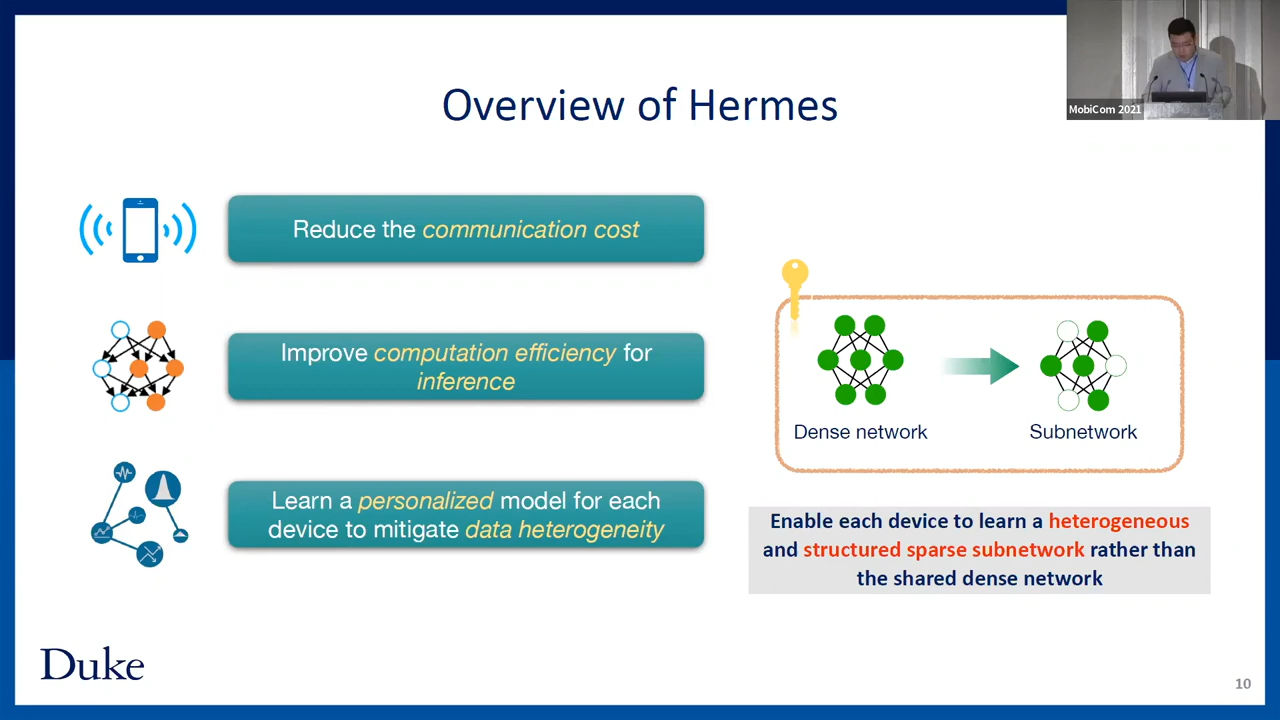 MobiCom 2021
Overview of Hermes
Reduce the communication cost
Improve computation efficiency for
inference
Learn a personalized model for each
device to mitigate data heterogeneity
Dense network
Subnetwork
Enable each device to learn a heterogeneous
and structured sparse subnetwork rather than
the shared dense network
Duke
10